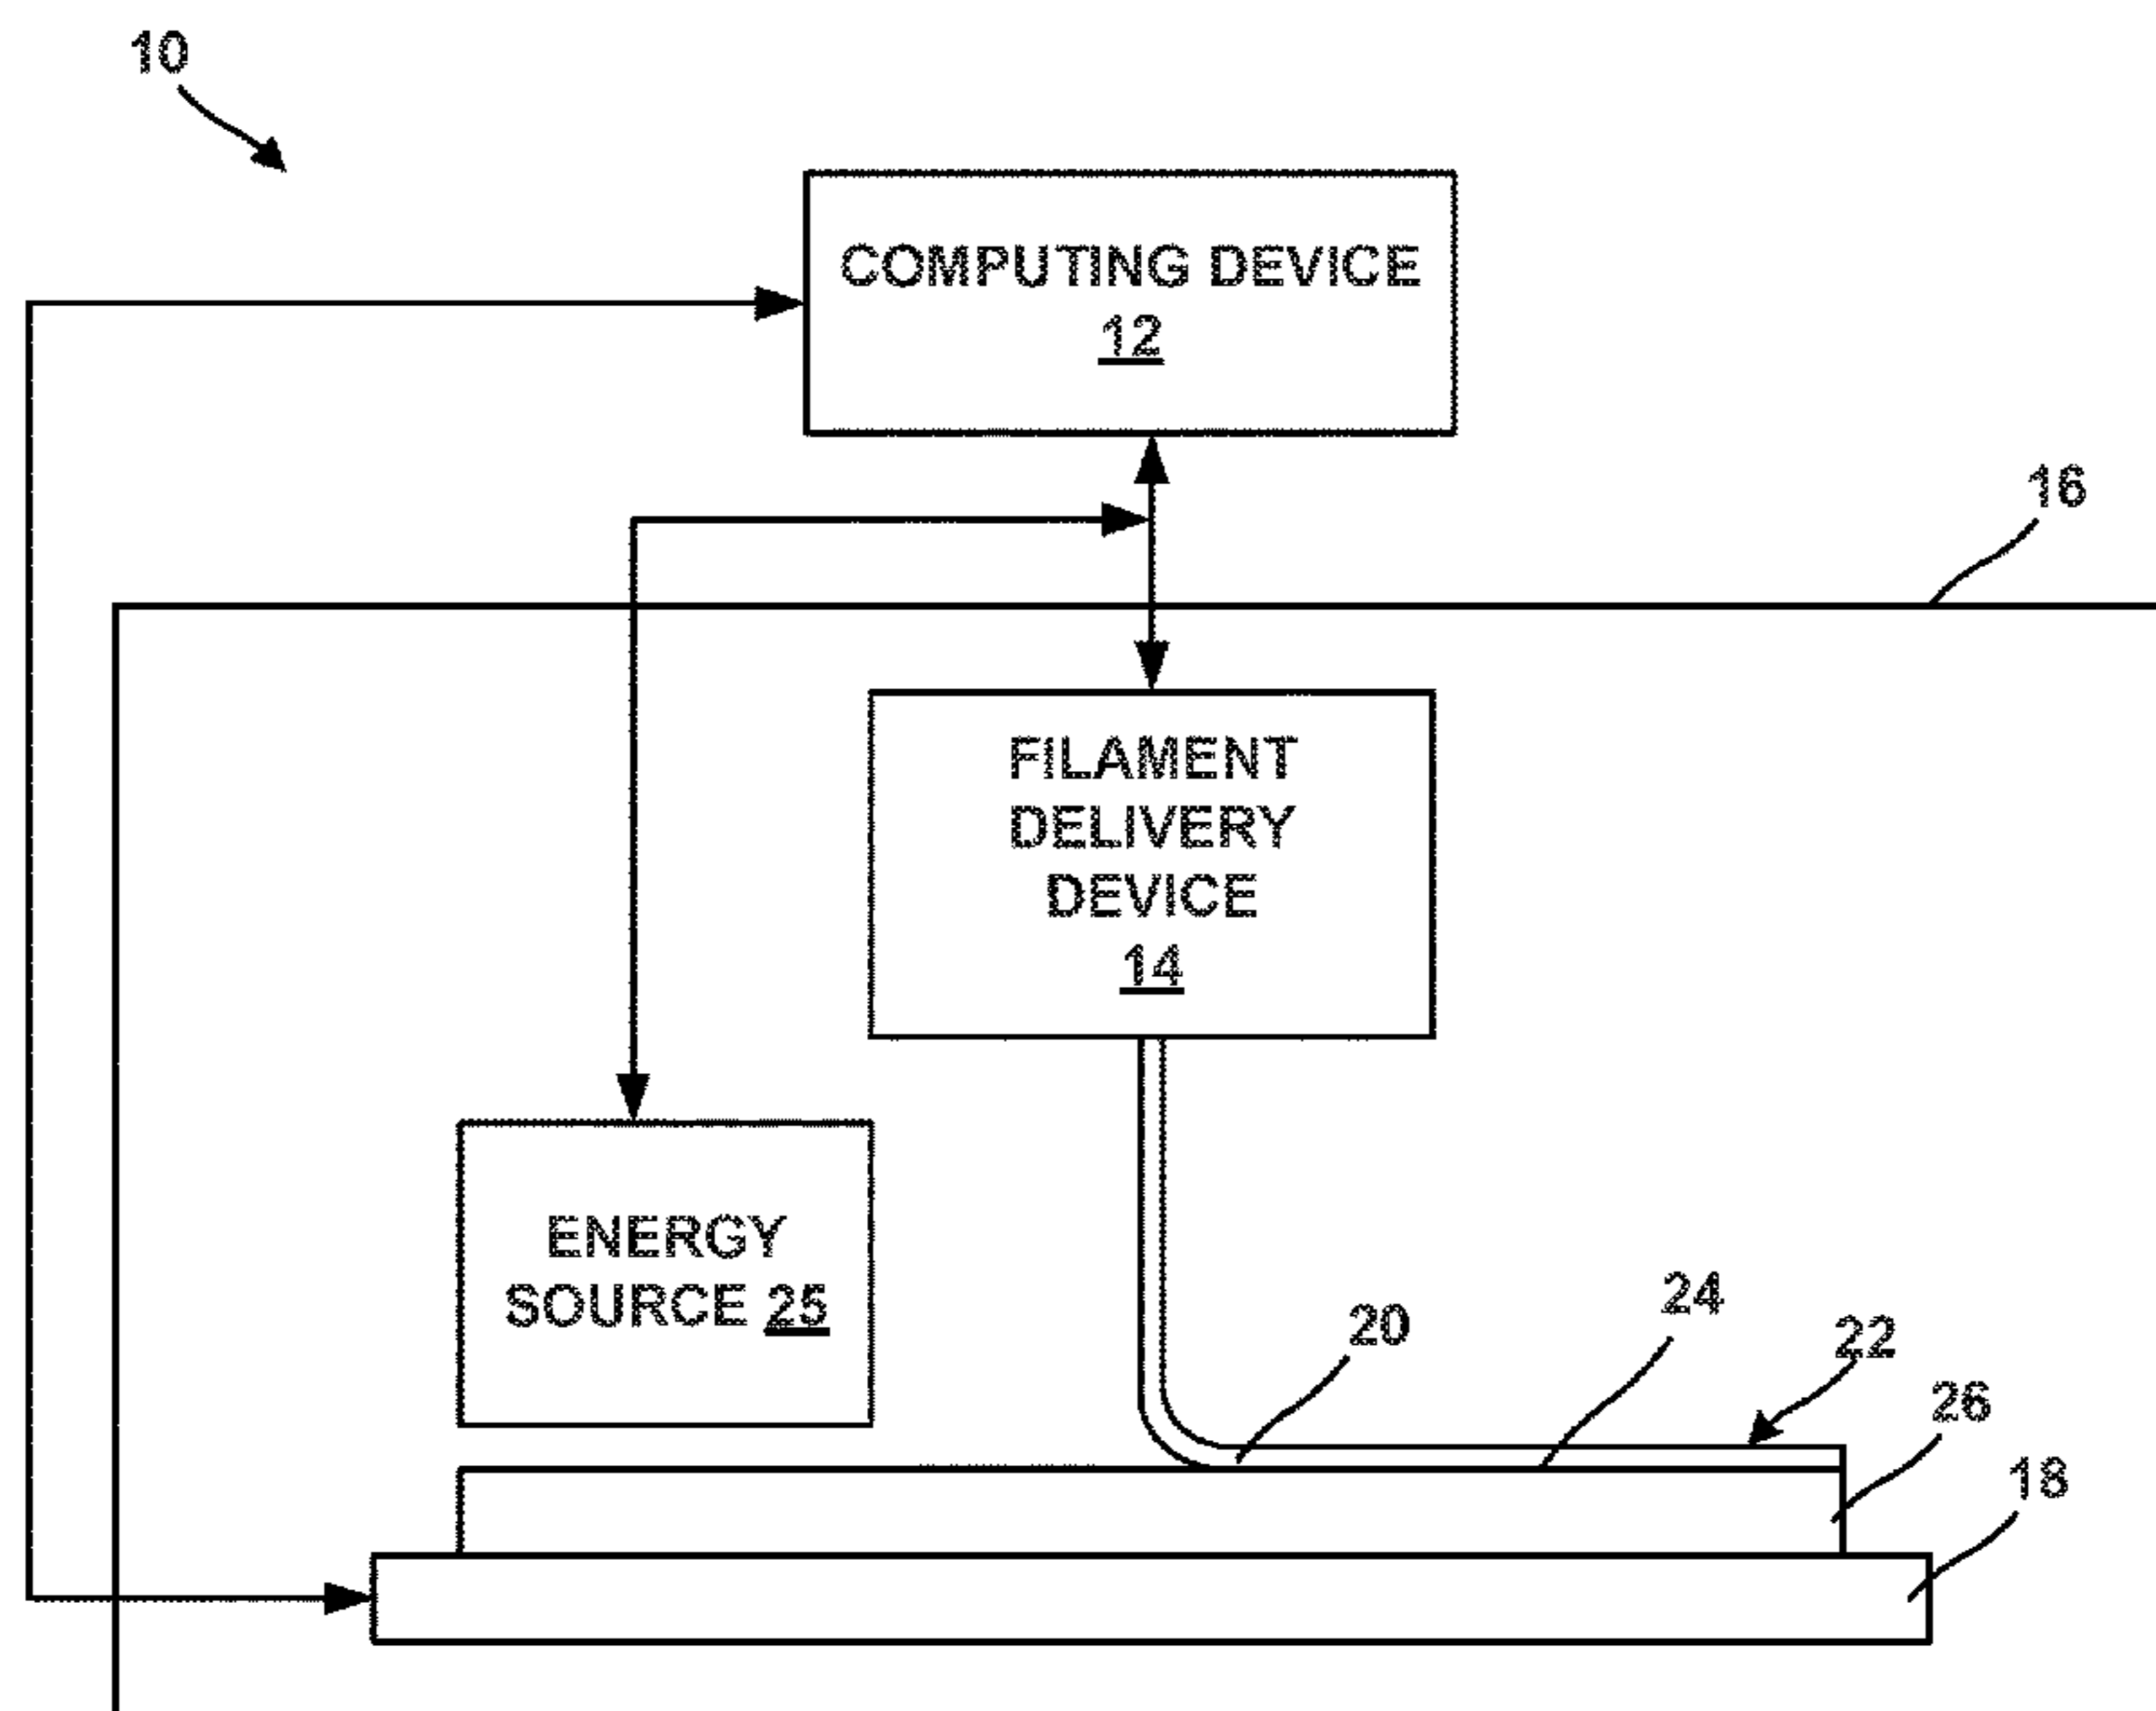 10
COMPUTING DEVICE
12
16
FILAMENT
DELIVERY
DEVICE
14
ENERGY
SOURCE 25
20
24
22
26
18